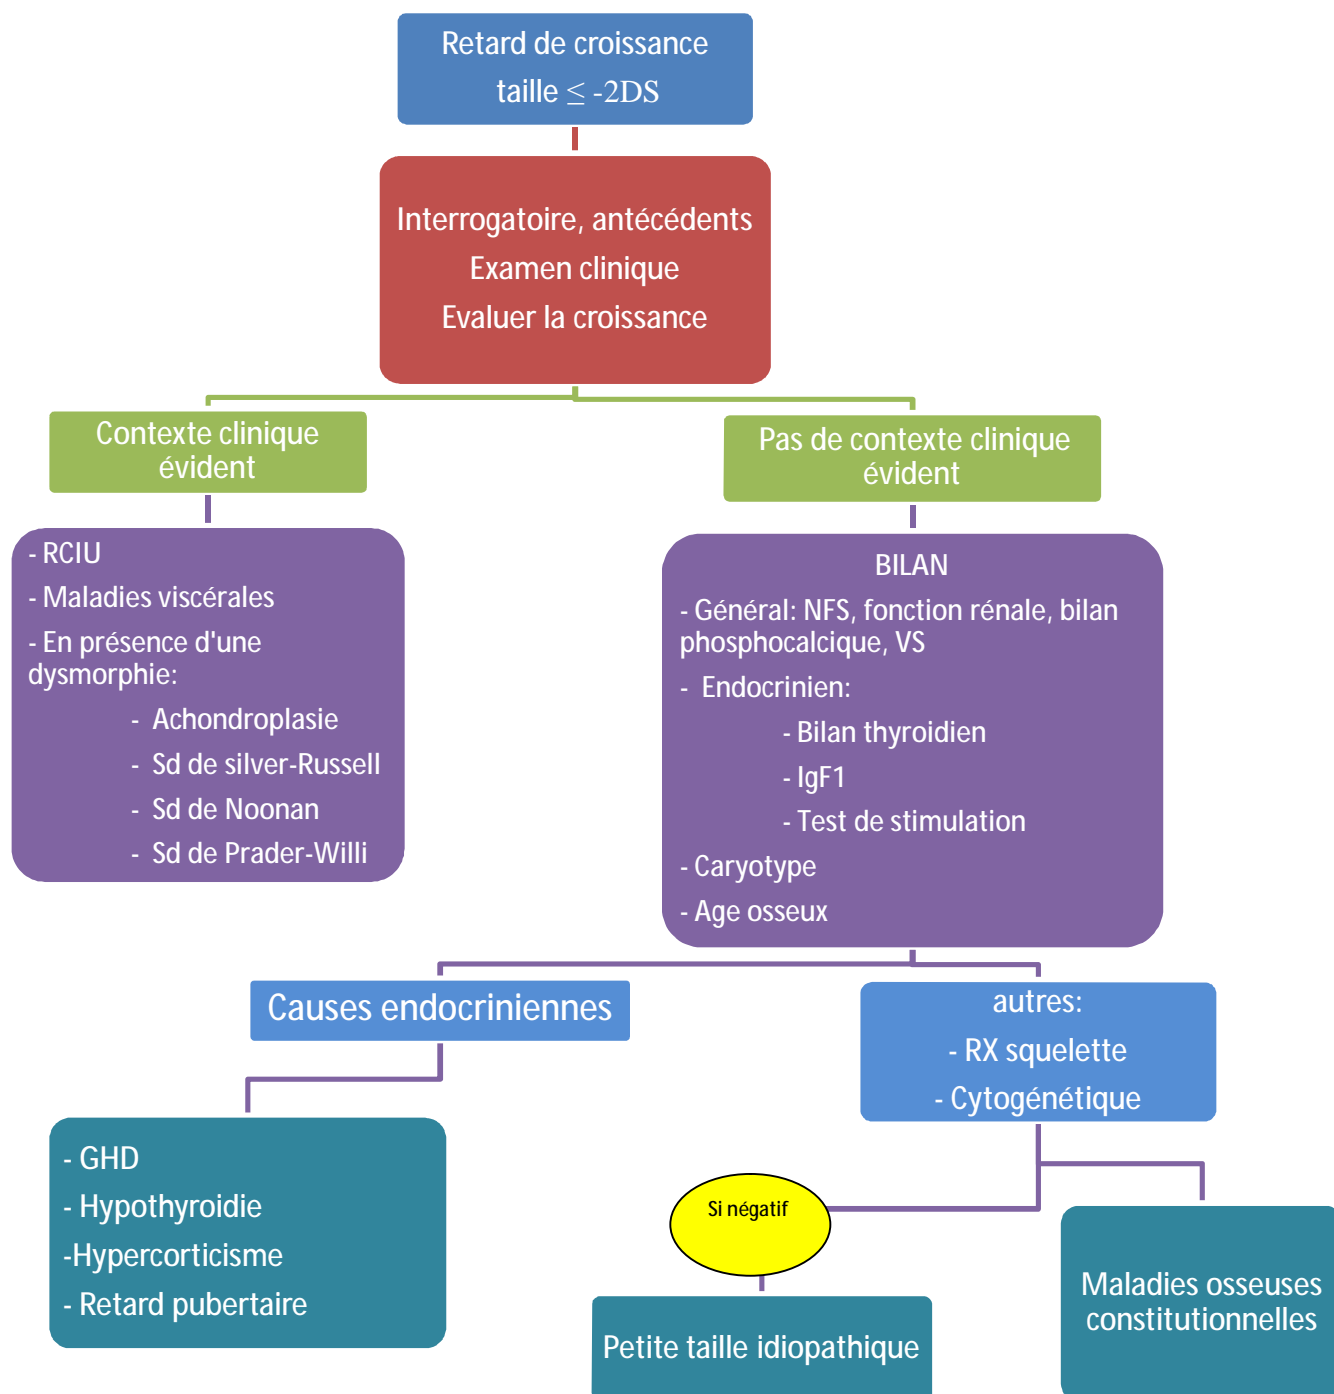 Retard de croissance
taille ≤ -2DS
Interrogatoire, antécédents
Examen clinique
Evaluer la croissance
Contexte clinique
évident
Pas de contexte clinique
évident
- RCIU
- Maladies viscérales
- En présence d'une
dysmorphie:
- Achondroplasie
- Sd de silver-Russell
- Sd de Noonan
- Sd de Prader-Willi
BILAN
- Général: NFS, fonction rénale, bilan
phosphocalcique, VS
- Endocrinien:
- Bilan thyroidien
- IgF1
- Test de stimulation
- Caryotype
- Age osseux
Causes endocriniennes
autres:
- RX squelette
- Cytogénétique
- GHD
- Hypothyroidie
-Hypercorticisme
- Retard pubertaire
Si négatif
Petite taille idiopathique
Maladies osseuses
constitutionnelles